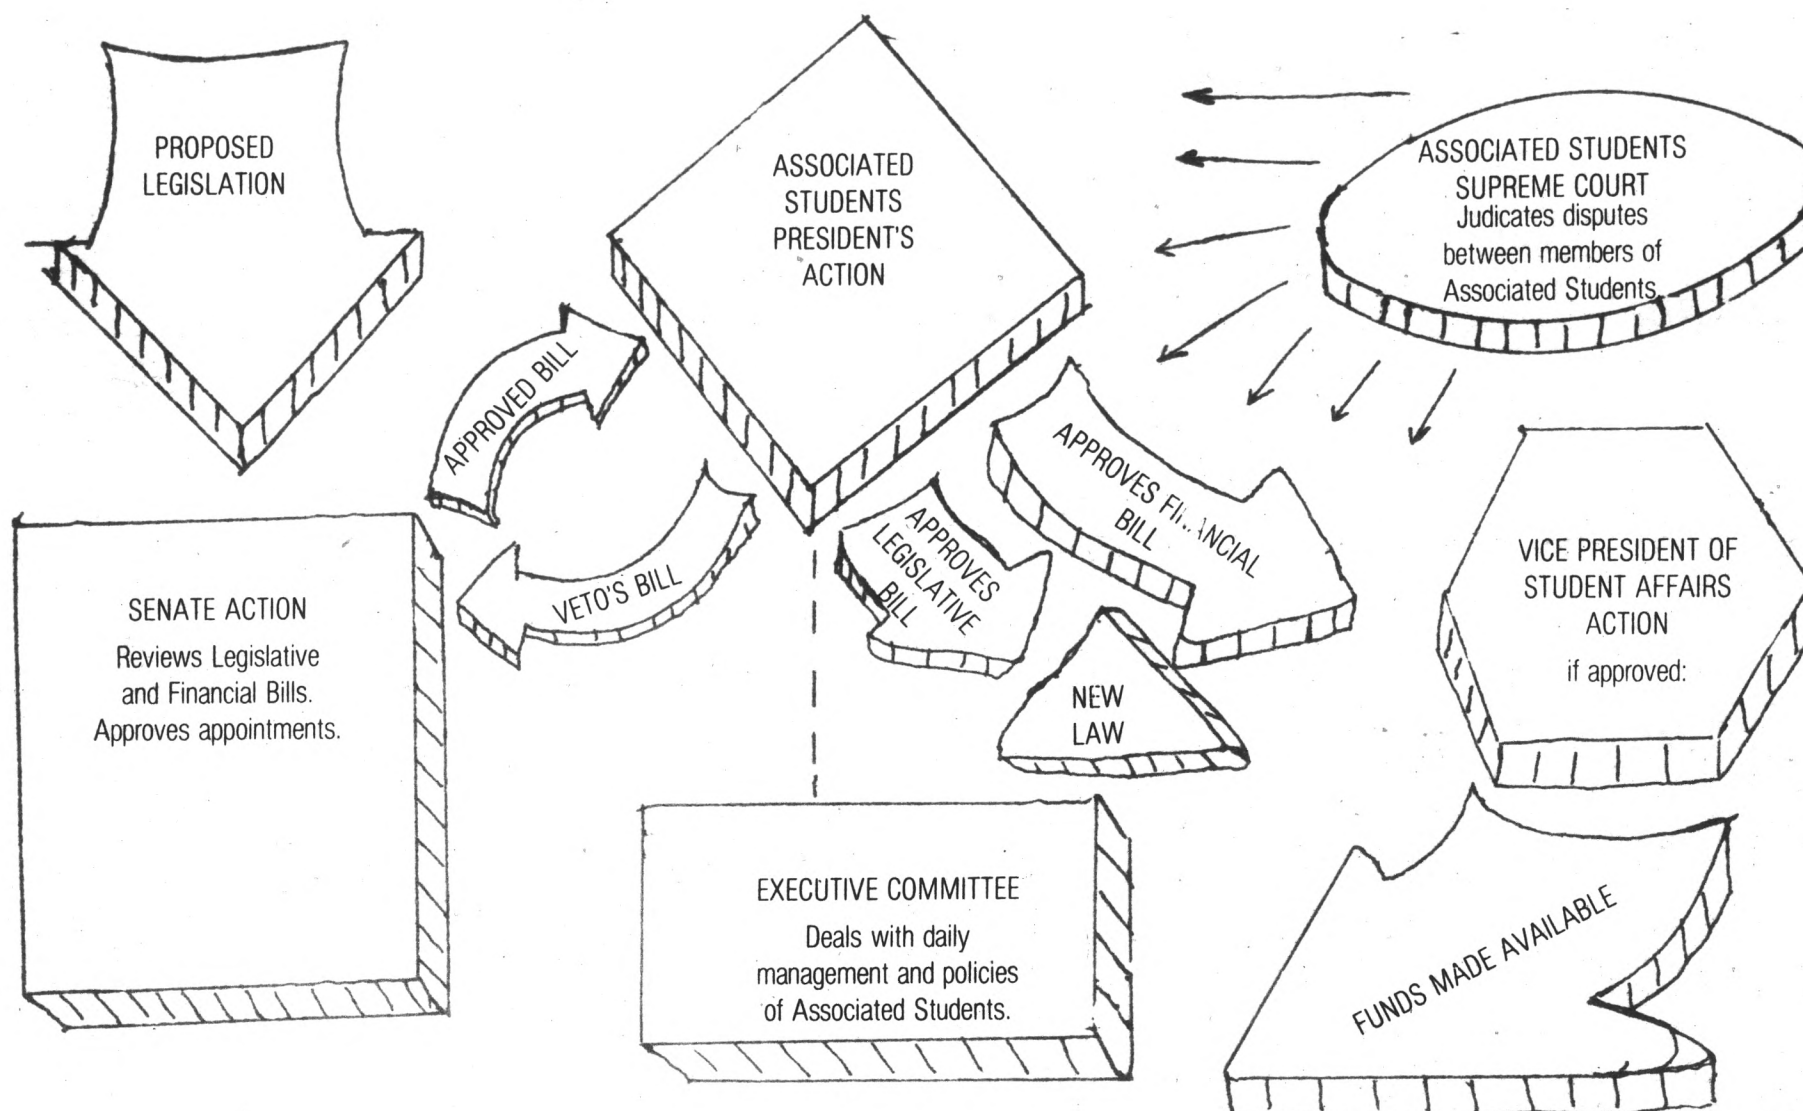 PROPOSED
LEGISLATION
ASSOCIATED
STUDENTS
PRESIDENT'S
ACTION
ASSOCIATED STUDENTS
SUPREME COURT
Judicates disputes
between members of
Associated Students.
APPROVED BILL
VETO'S BILL
APPROVES
LEGISLATIVE
BILL
APPROVES FINANCIAL
BILL
NEW
LAW
SENATE ACTION
Reviews Legislative
and Financial Bills.
Approves appointments.
EXECUTIVE COMMITTEE
Deals with daily
management and policies
of Associated Students.
VICE PRESIDENT OF
STUDENT AFFAIRS
ACTION
if approved:
FUNDS MADE AVAILABLE